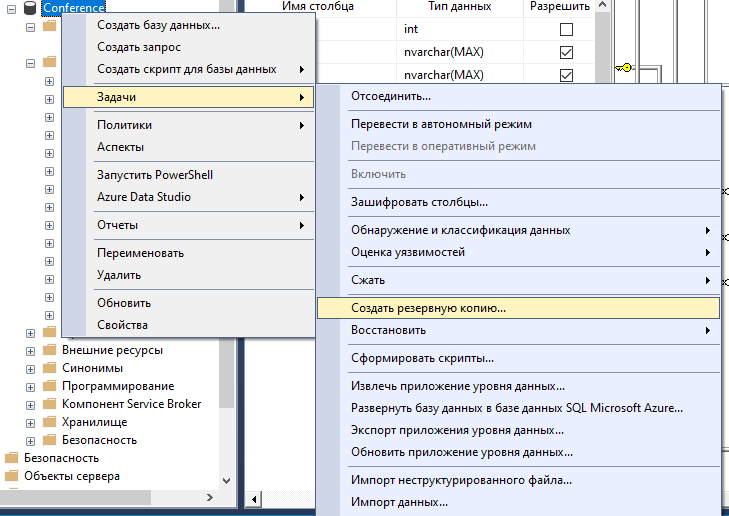 Conference
Имя столбца Тип данных Разрешить
int
nvarchar(MAX)
nvarchar(MAX)
Создать базу данных...
Создать запрос
Создать скрипт для базы данных
Задачи
Политики
Аспекты
Запустить PowerShell
Azure Data Studio
Отчеты
Переименовать
Удалить
Обновить
Свойства
Отсоединить...
Перевести в автономный режим
Перевести в оперативный режим
Включить
Зашифровать столбцы...
Обнаружение и классификация данных
Оценка уязвимостей
Сжать
Создать резервную копию...
Восстановить
Сформировать скрипты...
Извлечь приложение уровня данных...
Развернуть базу данных в базе данных SQL Microsoft Azure...
Экспорт приложения уровня данных...
Обновить приложение уровня данных...
Импорт неструктурированного файла...
Импорт данных...
Внешние ресурсы
Синонимы
Программирование
Компонент Service Broker
Хранилище
Безопасность
Безопасность
Объекты сервера